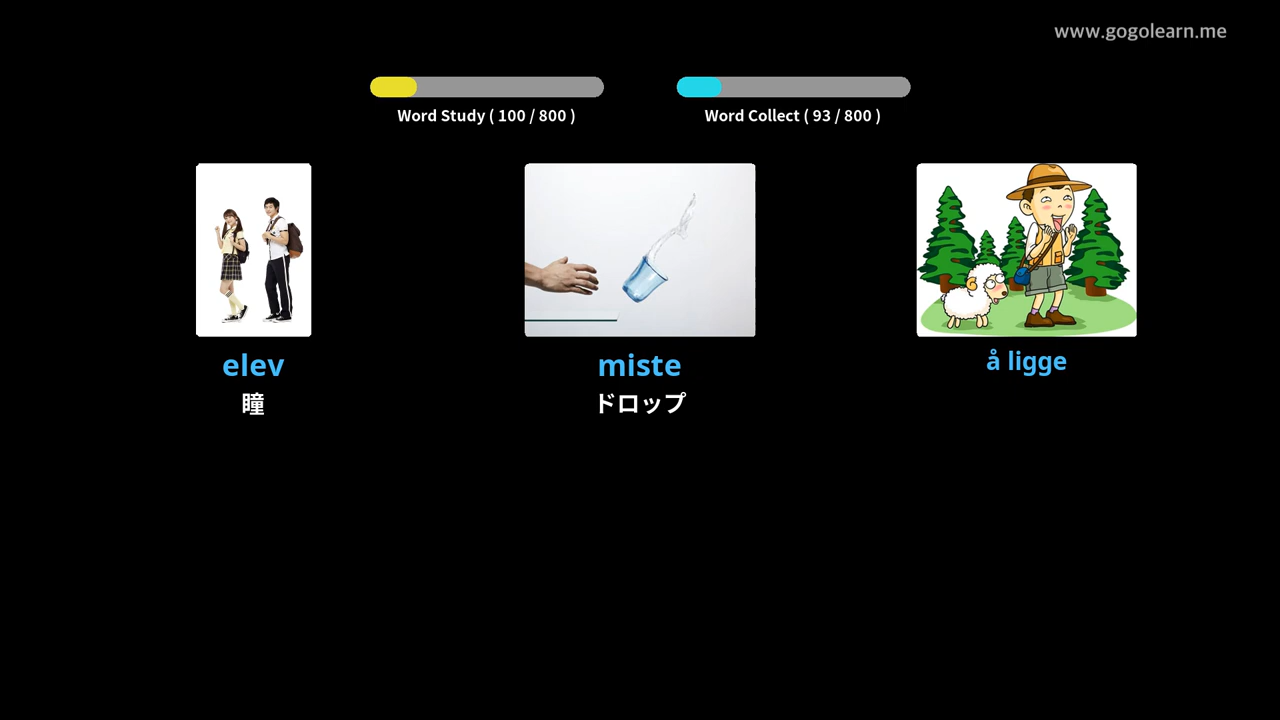 www.gogolearn.me
Word Study ( 100 / 800 )
Word Collect ( 93 / 800 )
elev
miste
å ligge
瞳
ドロップ